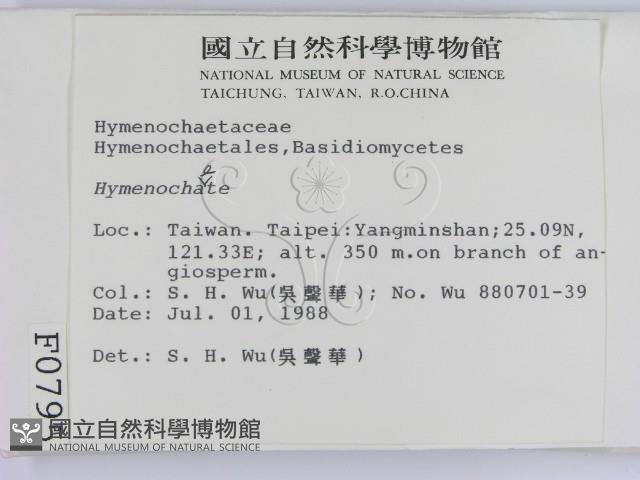 國立自然科學博物館
NATIONAL MUSEUM OF NATURAL SCIENCE
TAICHUNG, TAIWAN, R.O.CHINA
Hymenochaetaceae
Hymenochaetales,Basidiomycetes
e
Hymenochate
Loc.: Taiwan. Taipei:Yangminshan;25.09N,
121.33E; alt. 350 m.on branch of an-
giosperm.
Col.: S. H. Wu(吳聲華); No. Wu 880701-39
Date: Jul. 01, 1988
Det.: S. H. Wu(吳聲華)
國立自然科學博物館
NATIONAL MUSEUM OF NATURAL SCIENCE